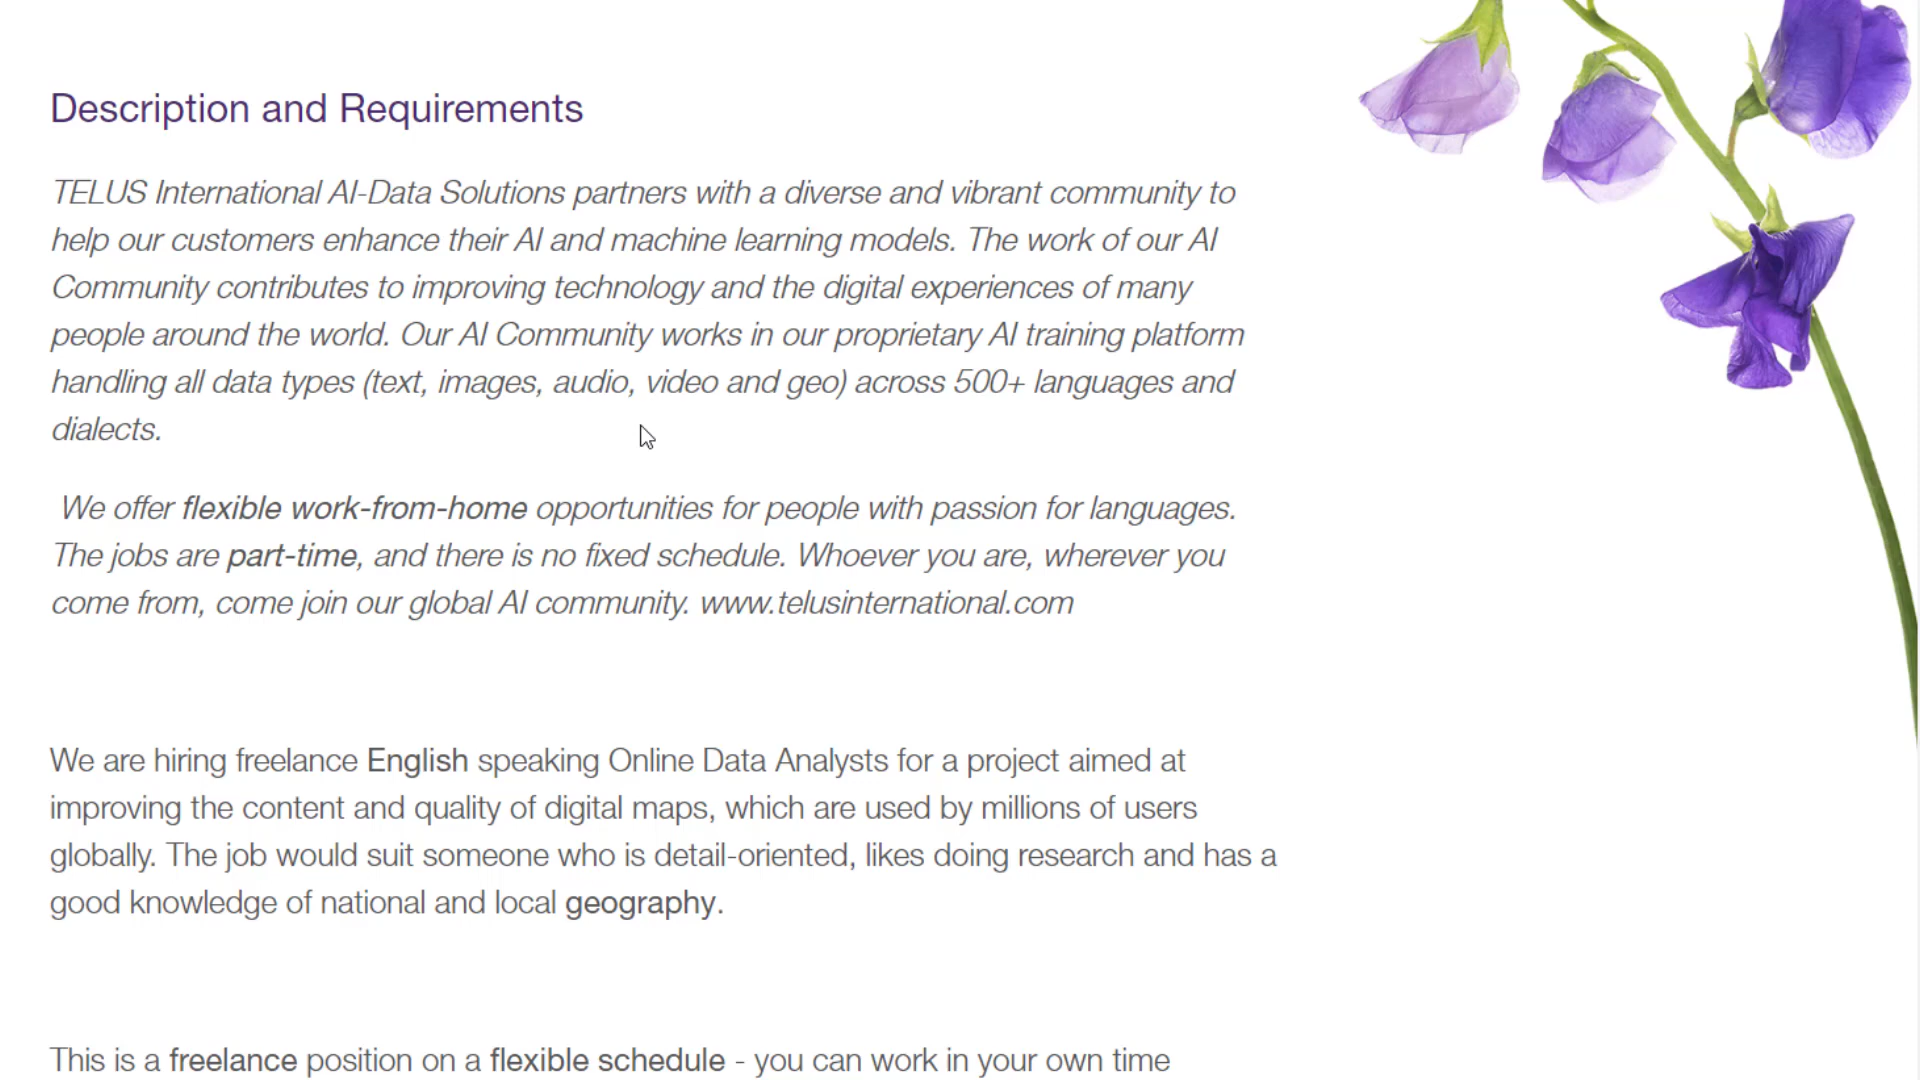 Description and Requirements
TELUS International AI-Data Solutions partners with a diverse and vibrant community to
help our customers enhance their AI and machine learning models. The work of our AI
Community contributes to improving technology and the digital experiences of many
people around the world. Our AI Community works in our proprietary AI training platform
handling all data types (text, images, audio, video and geo) across 500+ languages and
dialects.
We offer flexible work-from-home opportunities for people with passion for languages.
The jobs are part-time, and there is no fixed schedule. Whoever you are, wherever you
come from, come join our global AI community. www.telusinternational.com
We are hiring freelance English speaking Online Data Analysts for a project aimed at
improving the content and quality of digital maps, which are used by millions of users
globally. The job would suit someone who is detail-oriented, likes doing research and has a
good knowledge of national and local geography.
This is a freelance position on a flexible schedule - you can work in your own time